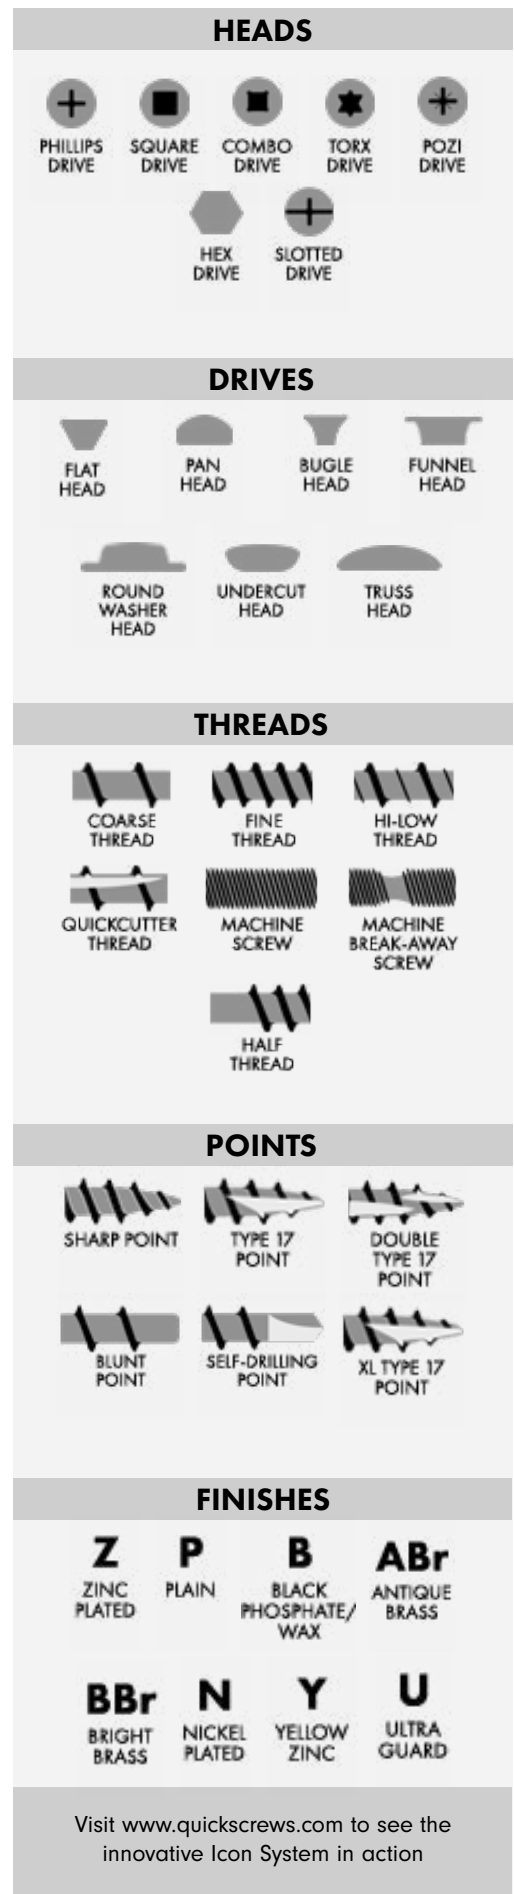 HEADS
PHILLIPS DRIVE
SQUARE DRIVE
COMBO DRIVE
TORX DRIVE
POZI DRIVE
HEX DRIVE
SLOTTED DRIVE
DRIVES
FLAT HEAD
PAN HEAD
BUGLE HEAD
FUNNEL HEAD
ROUND WASHER HEAD
UNDERCUT HEAD
TRUSS HEAD
THREADS
COARSE THREAD
FINE THREAD
HI-LOW THREAD
QUICKCUTTER THREAD
MACHINE SCREW
MACHINE BREAK-AWAY SCREW
HALF THREAD
POINTS
SHARP POINT
TYPE 17 POINT
DOUBLE TYPE 17 POINT
BLUNT POINT
SELF-DRILLING POINT
XL TYPE 17 POINT
FINISHES
Z
ZINC PLATED
P
PLAIN
B
BLACK PHOSPHATE/ WAX
ABr
ANTIQUE BRASS
BBr
BRIGHT BRASS
N
NICKEL PLATED
Y
YELLOW ZINC
U
ULTRA GUARD
Visit www.quickscrews.com to see the
innovative Icon System in action